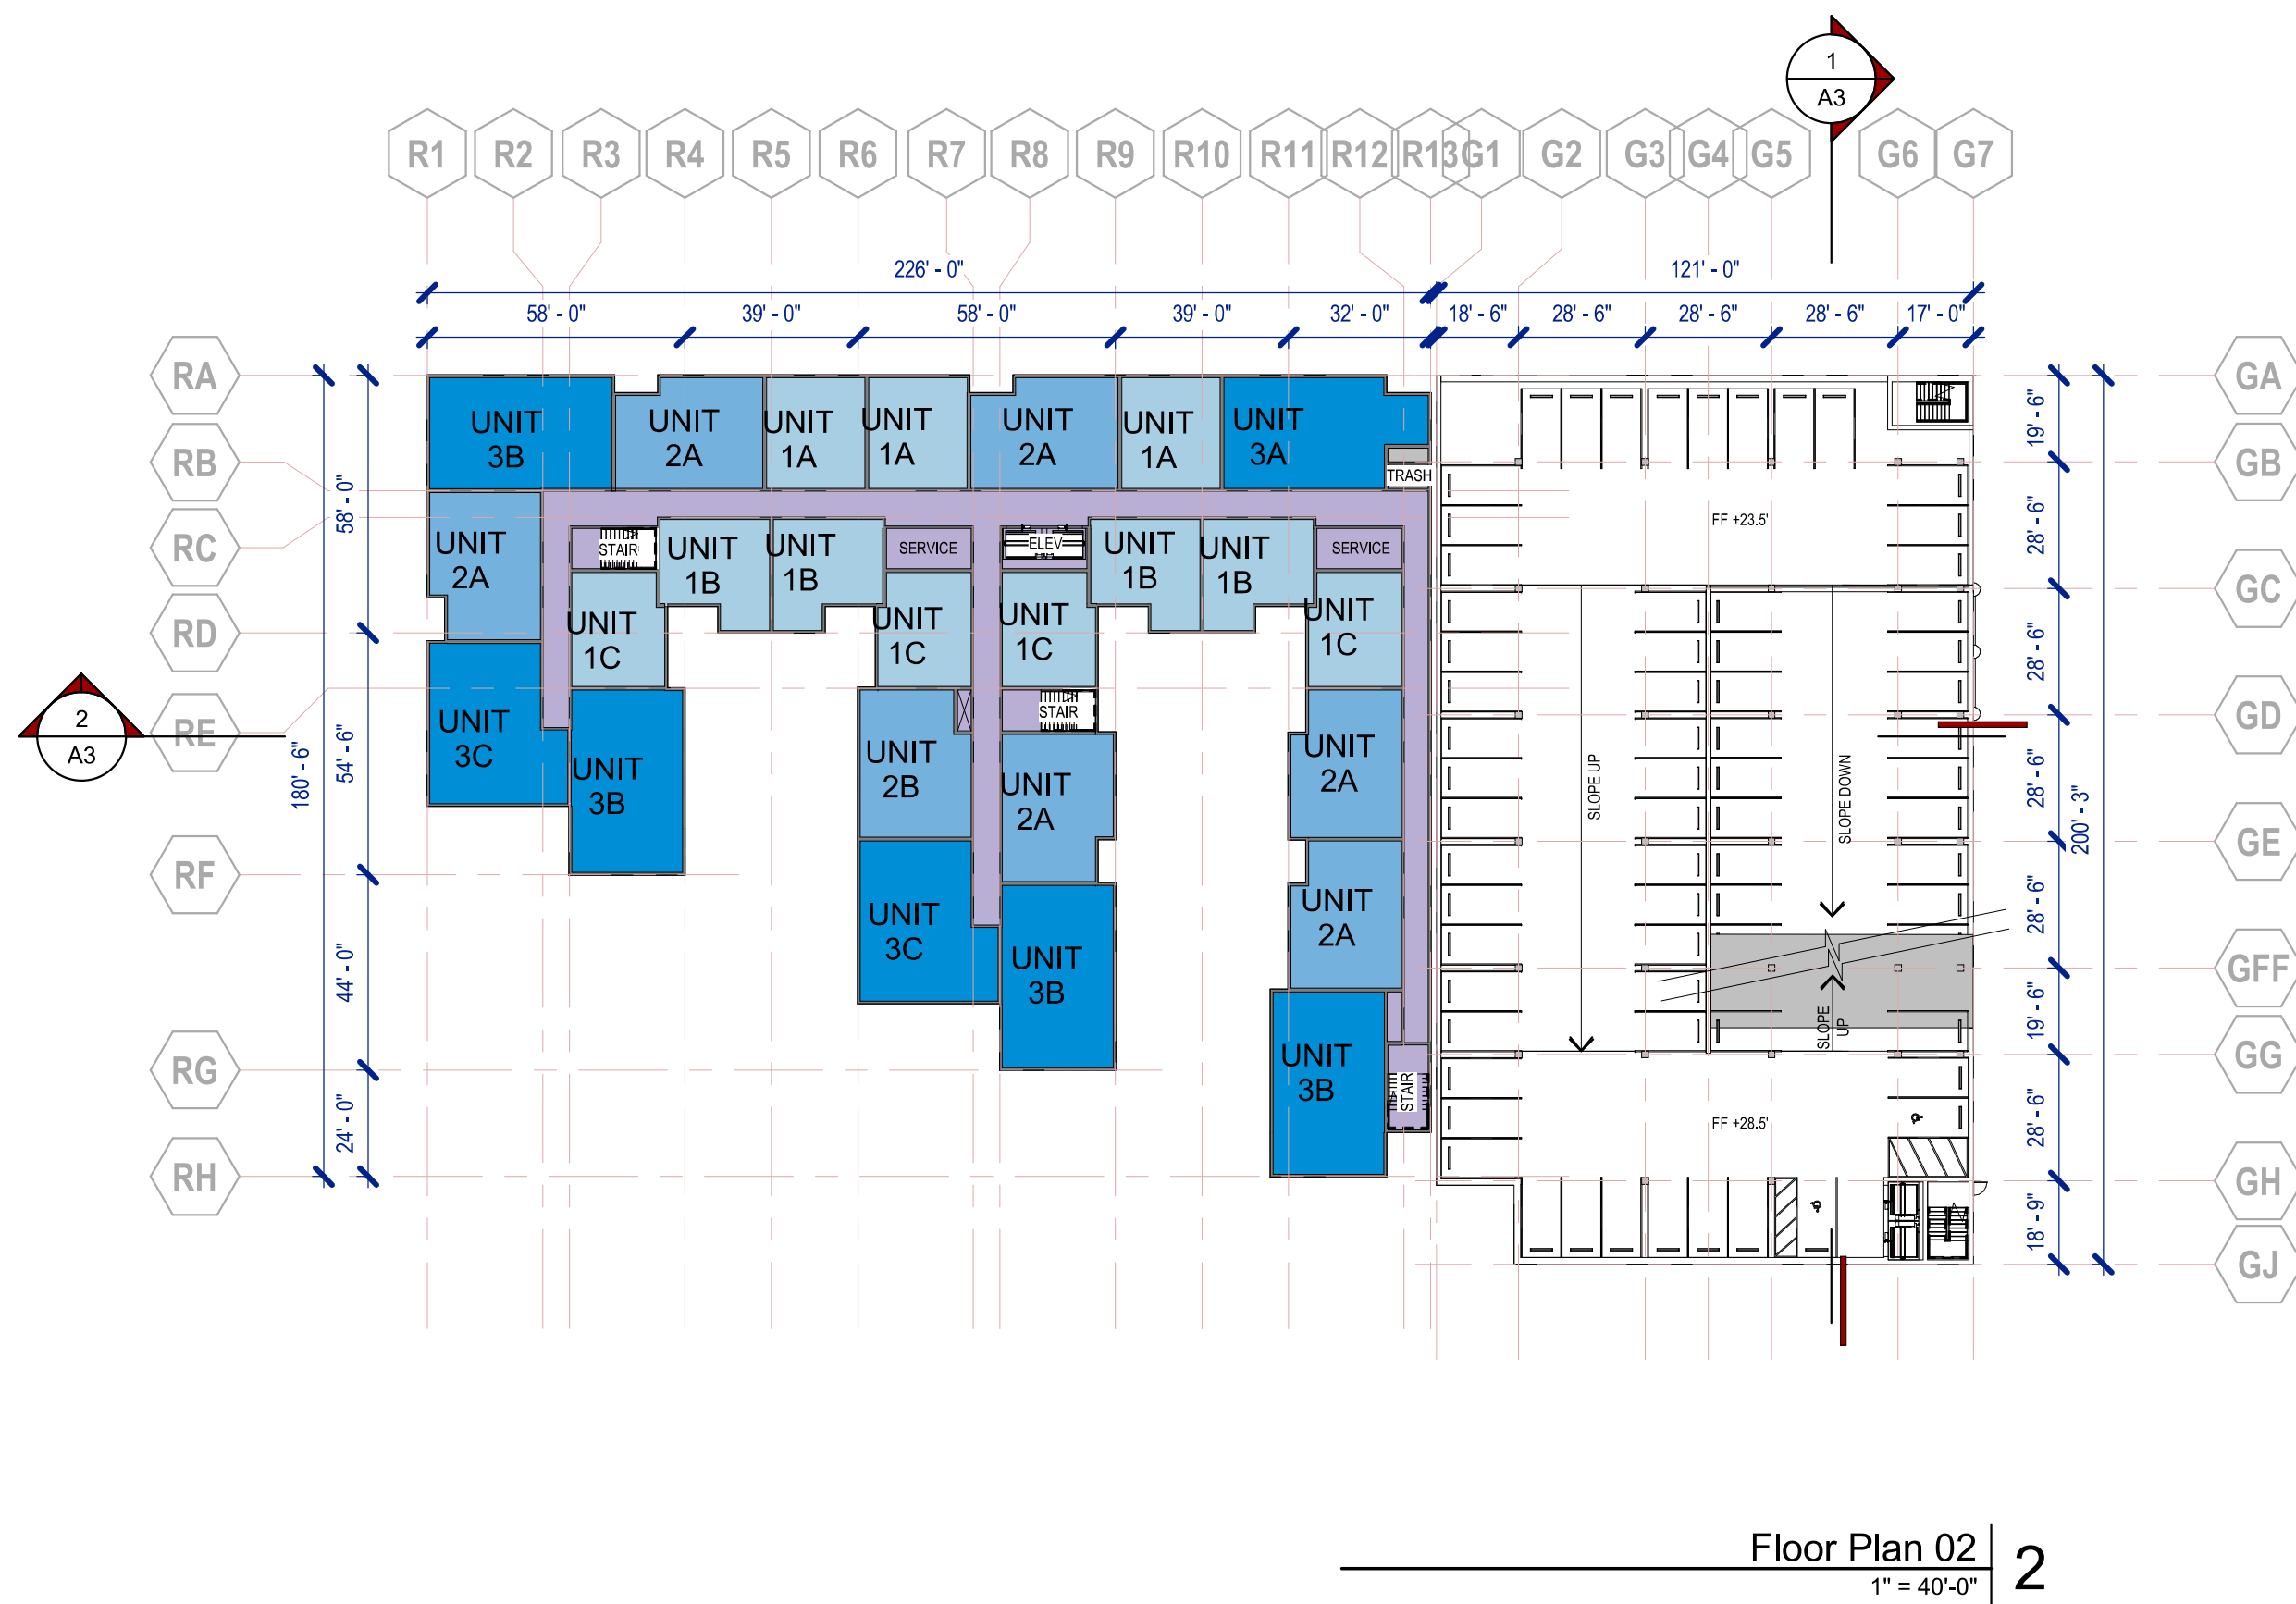 1
A3
R1 R2 R3 R4 R5 R6 R7 R8 R9 R10 R11 R12 R13 G1 G2 G3 G4 G5 G6 G7
226' - 0" 121' - 0"
58' - 0" 39' - 0" 58' - 0" 39' - 0" 32' - 0" 18' - 6" 28' - 6" 28' - 6" 28' - 6" 17' - 0"
RA
RB
RC
RD
RE
RF
RG
RH
2
A3
180' - 6"
58' - 0"
54' - 6"
44' - 0"
24' - 0"
UNIT
3B
UNIT
2A
UNIT
1A
UNIT
1A
UNIT
2A
UNIT
1A
UNIT
3A
TRASH
UNIT
2A
STAIR
UNIT
1B
UNIT
1B
SERVICE
ELEV
UNIT
1B
UNIT
1B
SERVICE
UNIT
1C
UNIT
1C
UNIT
1C
UNIT
1C
UNIT
3C
UNIT
3B
UNIT
2B
STAIR
UNIT
2A
UNIT
2A
UNIT
3C
UNIT
3B
UNIT
2A
UNIT
3B
STAIR
FF +23.5'
SLOPE UP
SLOPE DOWN
SLOPE
UP
FF +28.5'
19' - 6"
28' - 6"
28' - 6"
28' - 6"
28' - 6"
19' - 6"
28' - 6"
18' - 9"
200' - 3"
GA
GB
GC
GD
GE
GFF
GG
GH
GJ
Floor Plan 02
1" = 40'-0"
2